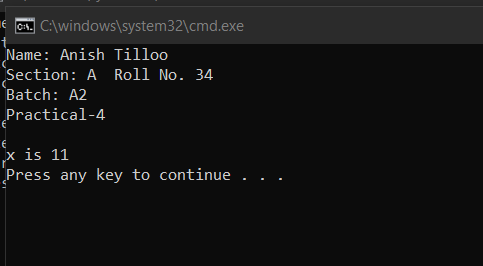 C:\windows\system32\cmd.exe
Name: Anish Tilloo
Section: A  Roll No. 34
Batch: A2
Practical-4
x is 11
Press any key to continue . . .